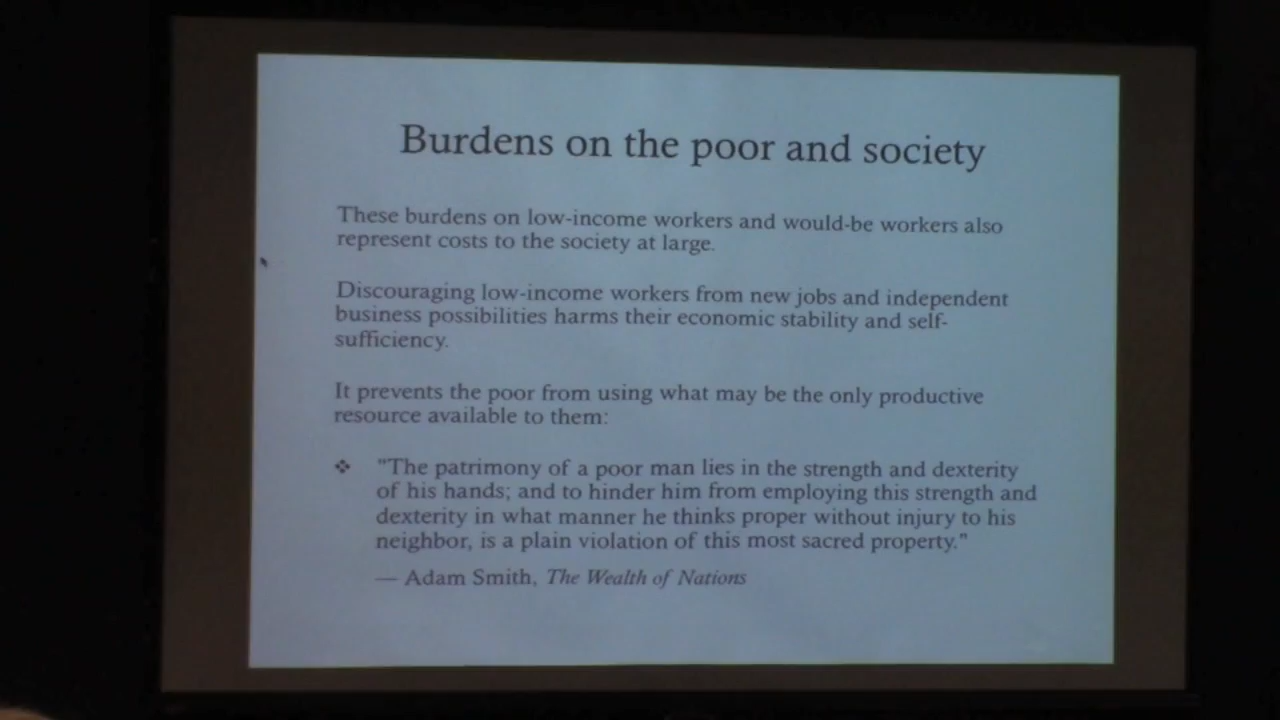 Burdens on the poor and society
These burdens on low-income workers and would-be workers also
represent costs to the society at large.
Discouraging low-income workers from new jobs and independent
business possibilities harms their economic stability and self-
sufficiency.
It prevents the poor from using what may be the only productive
resource available to them:
❖ "The patrimony of a poor man lies in the strength and dexterity
of his hands; and to hinder him from employing this strength and
dexterity in what manner he thinks proper without injury to his
neighbor, is a plain violation of this most sacred property."
— Adam Smith, The Wealth of Nations